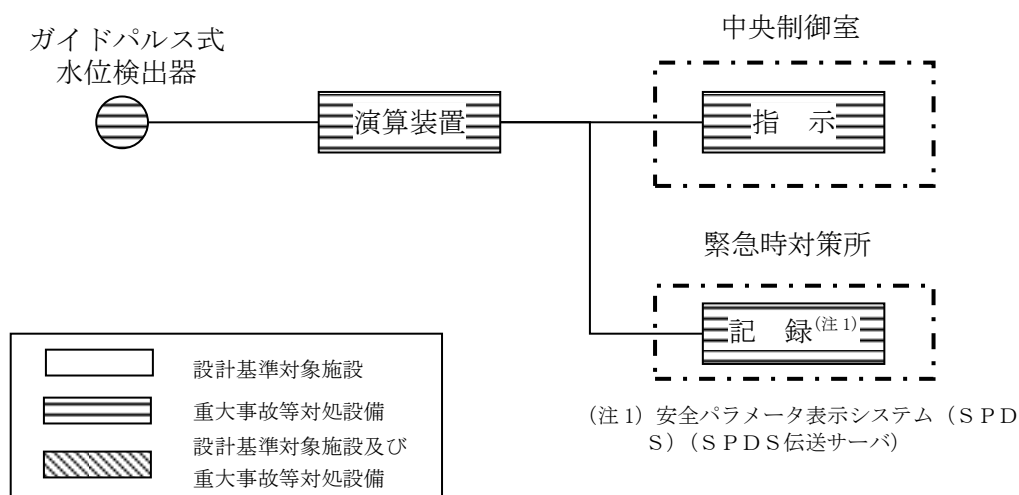 中央制御室
ガイドパルス式
水位検出器
演算装置
指 示
緊急時対策所
記 録(注1)
(注1) 安全パラメータ表示システム（ＳＰＤ
Ｓ）（ＳＰＤＳ伝送サーバ）
設計基準対象施設
重大事故等対処設備
設計基準対象施設及び
重大事故等対処設備